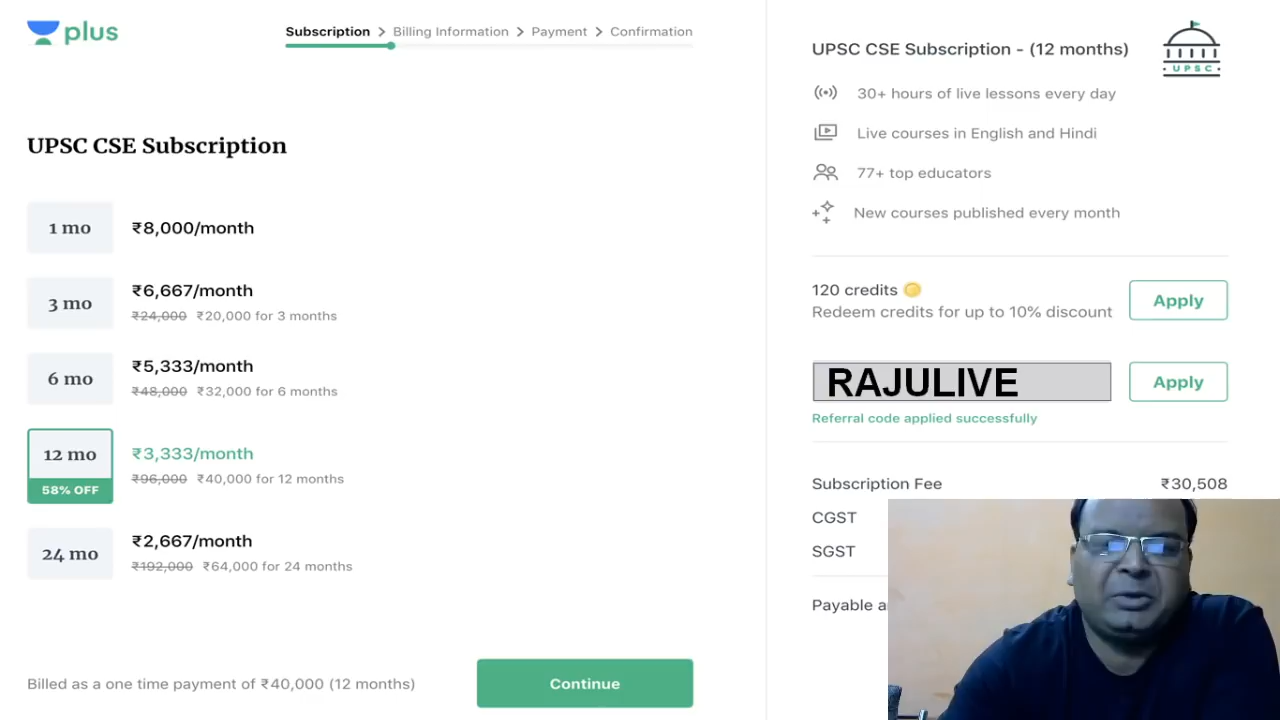 plus
Subscription > Billing Information > Payment > Confirmation
UPSC CSE Subscription
1 mo
₹8,000/month
3 mo
₹6,667/month
₹24,000 ₹20,000 for 3 months
6 mo
₹5,333/month
₹48,000 ₹32,000 for 6 months
12 mo
58% OFF
₹3,333/month
₹96,000 ₹40,000 for 12 months
24 mo
₹2,667/month
₹192,000 ₹64,000 for 24 months
Billed as a one time payment of ₹40,000 (12 months)
Continue
UPSC CSE Subscription - (12 months)
UPSC
30+ hours of live lessons every day
Live courses in English and Hindi
77+ top educators
New courses published every month
120 credits
Redeem credits for up to 10% discount
Apply
RAJULIVE
Apply
Referral code applied successfully
Subscription Fee ₹30,508
CGST
SGST
Payable